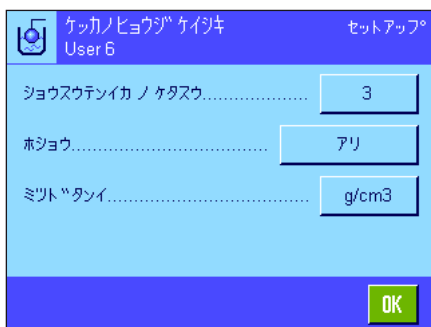 ケッカノヒョウジ゛ケイシキ セットアップ゜
User 6
ショウスウテンイカ ノ ケタスウ.................... 3
ホショウ..................................... アリ
ミツト゛タンイ...................................... g/cm3
OK